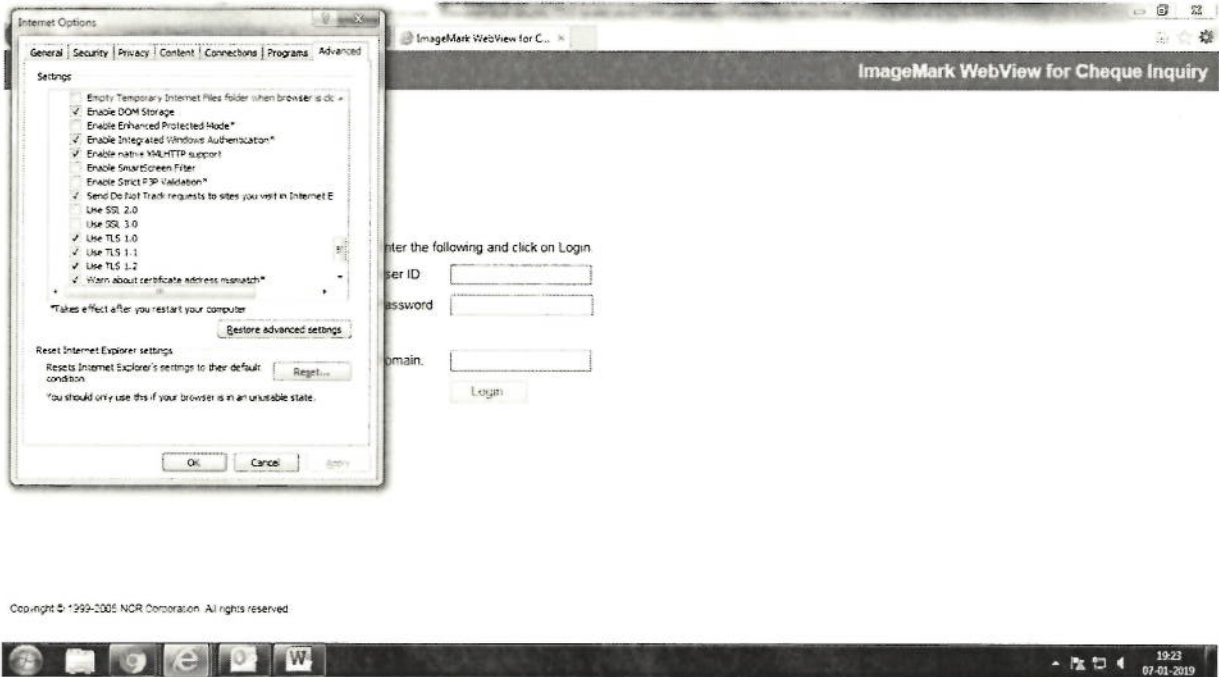 Internet Options
General Security Privacy Content Connections Programs Advanced
Settings
Empty Temporary Internet Files folder when browser is clo
Enable DOM Storage
Enable Enhanced Protected Mode*
Enable Integrated Windows Authentication*
Enable native XMLHTTP support
Enable SmartScreen Filter
Enable Strict P3P Validation*
Send Do Not Track requests to sites you visit in Internet E
Use SSL 2.0
Use SSL 3.0
Use TLS 1.0
Use TLS 1.1
Use TLS 1.2
Warn about certificate address mismatch*
*Takes effect after you restart your computer
Restore advanced settings
Reset Internet Explorer settings
Resets Internet Explorer's settings to their default
condition.
Reset...
You should only use this if your browser is in an unusable state.
OK Cancel Apply
ImageMark WebView for C...
ImageMark WebView for Cheque Inquiry
nter the following and click on Login
ser ID
assword
omain.
Login
Copyright © 1999-2005 NCR Corporation. All rights reserved
W
19:23
07-01-2019